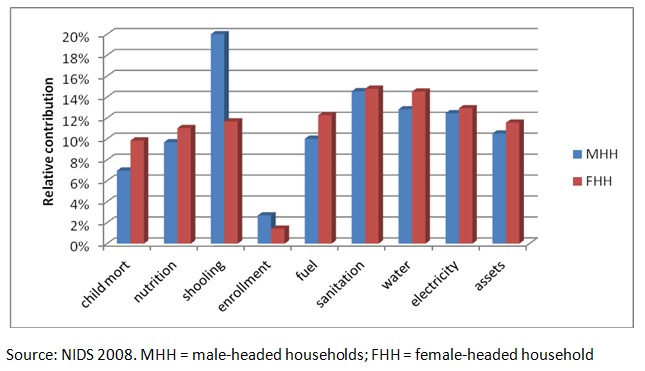 20%
18%
16%
14%
12%
10%
8%
6%
4%
2%
0%
Relative contribution
child mort
nutrition
shooling
enrollment
fuel
sanitation
water
electricity
assets
MHH
FHH
Source: NIDS 2008. MHH = male-headed households; FHH = female-headed household